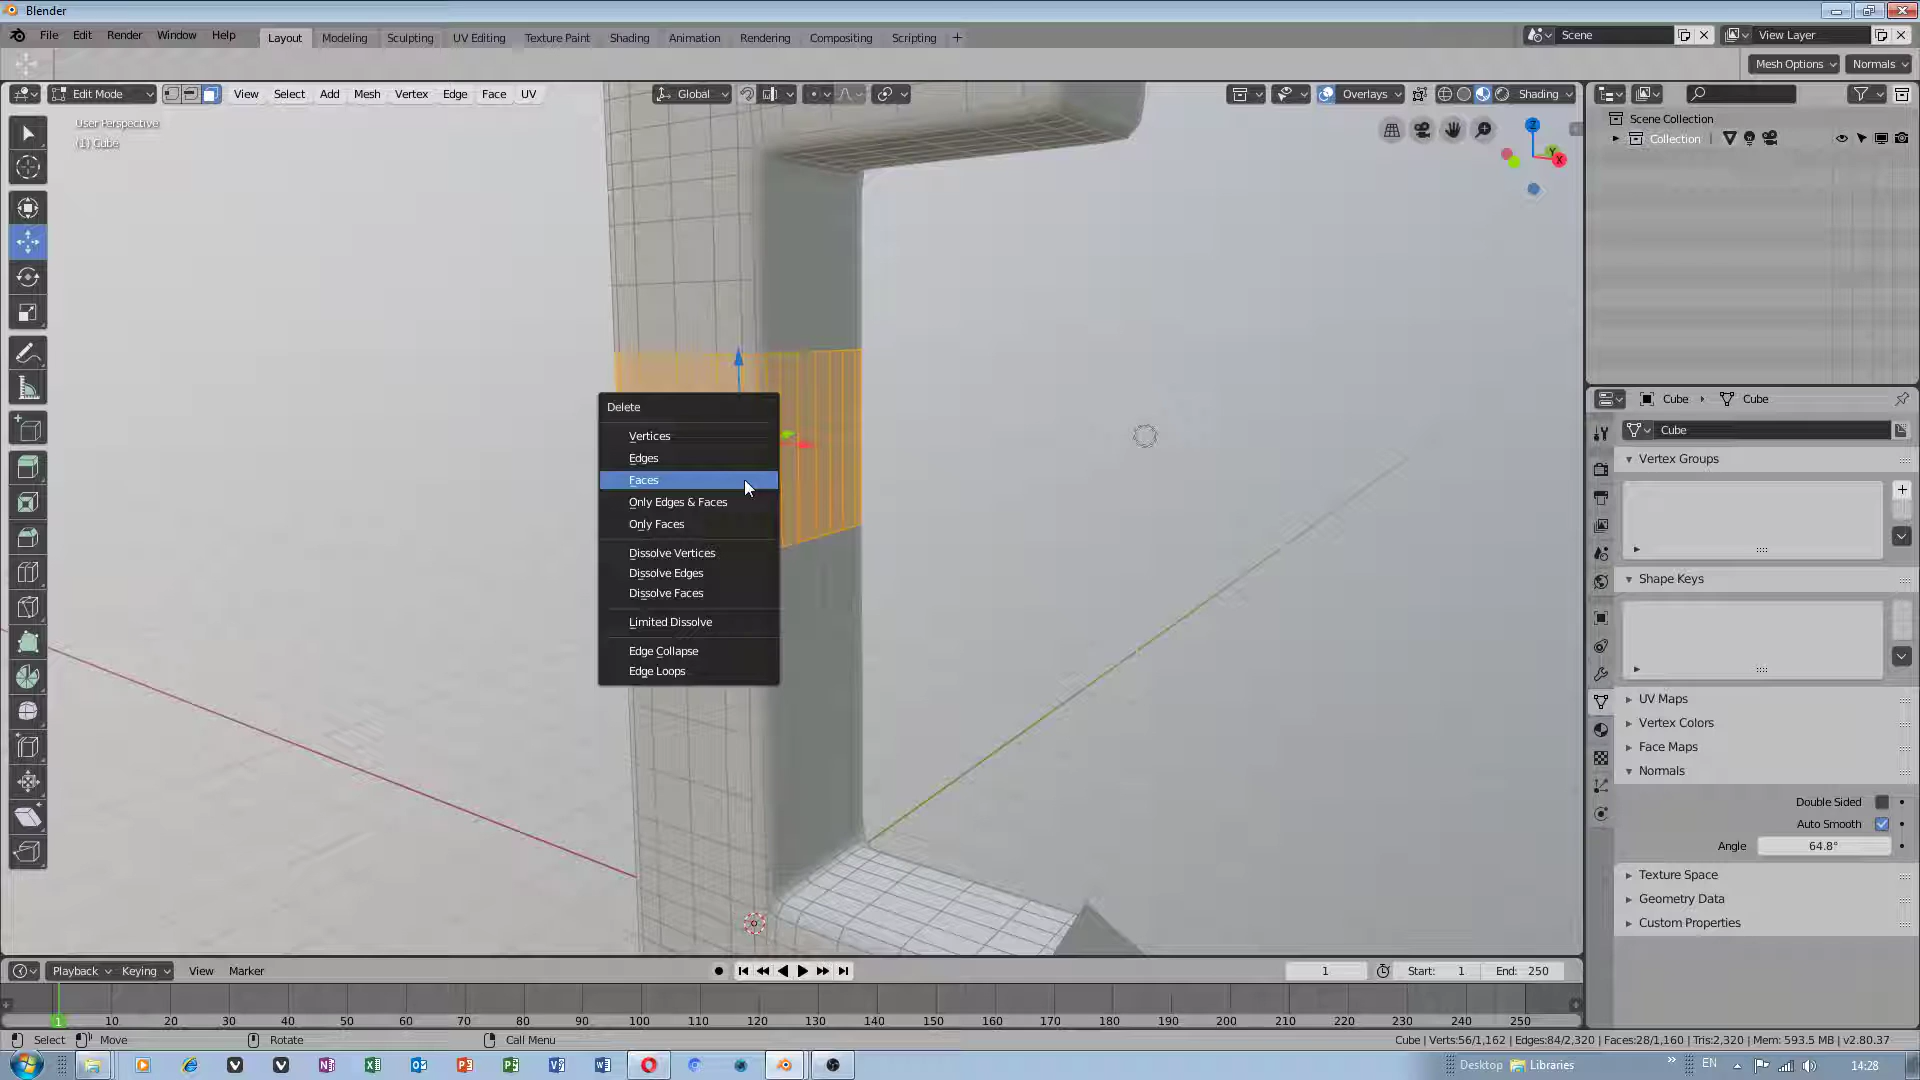 Blender
File Edit Render Window Help Layout Modeling Sculpting UV Editing Texture Paint Shading Animation Rendering Compositing Scripting + Scene View Layer
Mesh Options Normals
Edit Mode View Select Add Mesh Vertex Edge Face UV Global Overlays Shading
User Perspective
(1) Cube
Z
Y
X
Scene Collection
Collection
Cube Cube
Cube
Vertex Groups
Shape Keys
UV Maps
Vertex Colors
Face Maps
Normals
Double Sided
Auto Smooth
Angle 64.8°
Texture Space
Geometry Data
Custom Properties
Delete
Vertices
Edges
Faces
Only Edges & Faces
Only Faces
Dissolve Vertices
Dissolve Edges
Dissolve Faces
Limited Dissolve
Edge Collapse
Edge Loops
Playback Keying View Marker 1 Start: 1 End: 250
1 10 20 30 40 50 60 70 80 90 100 110 120 130 140 150 160 170 180 190 200 210 220 230 240 250
Select Move Rotate Call Menu Cube | Verts:56/1,162 | Edges:84/2,320 | Faces:28/1,160 | Tris:2,320 | Mem: 593.5 MB | v2.80.37
Desktop Libraries EN 14:28